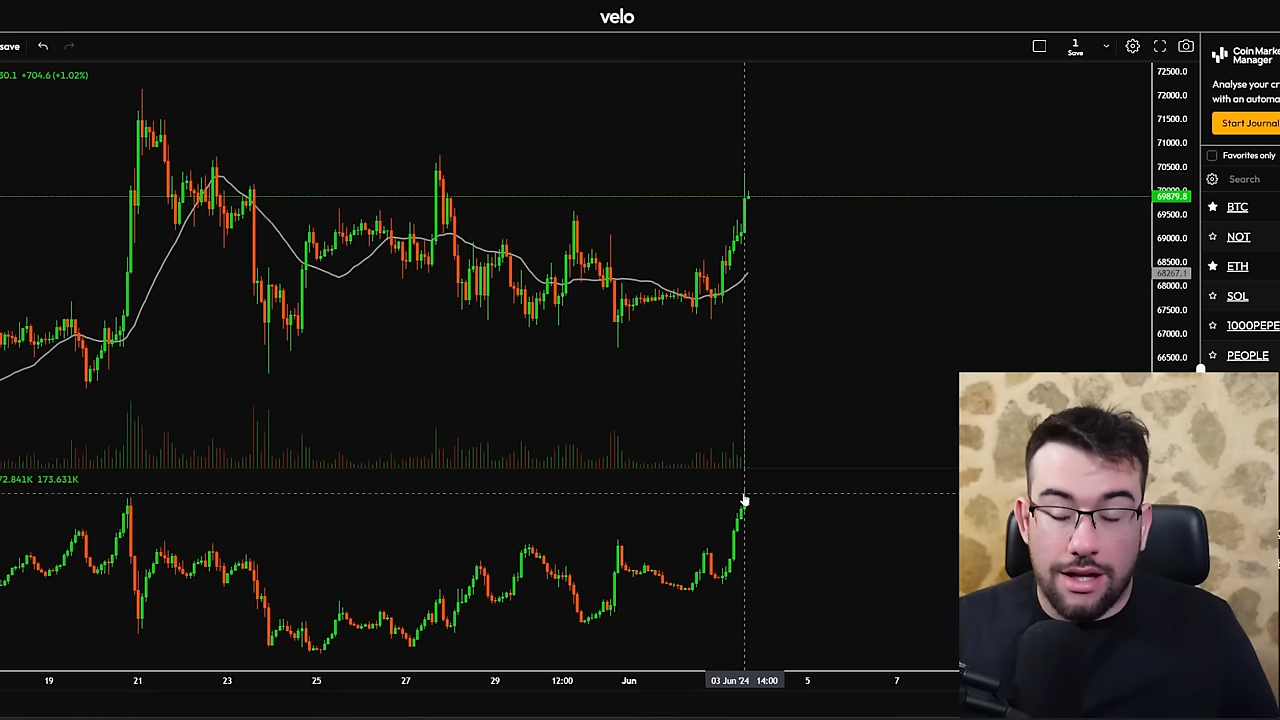 velo
save
1
Save
30.1 +704.6 (+1.02%)
72500.0
72000.0
71500.0
71000.0
70500.0
69879.8
69500.0
69000.0
68500.0
68267.1
68000.0
67500.0
67000.0
66500.0
72.841K 173.631K
19
21
23
25
27
29
12:00
Jun
03 Jun '24 14:00
5
7
Coin Marke
Manager
Analyse your cr
with an automa
Start Journal
Favorites only
Search
BTC
NOT
ETH
SOL
1000PEPE
PEOPLE